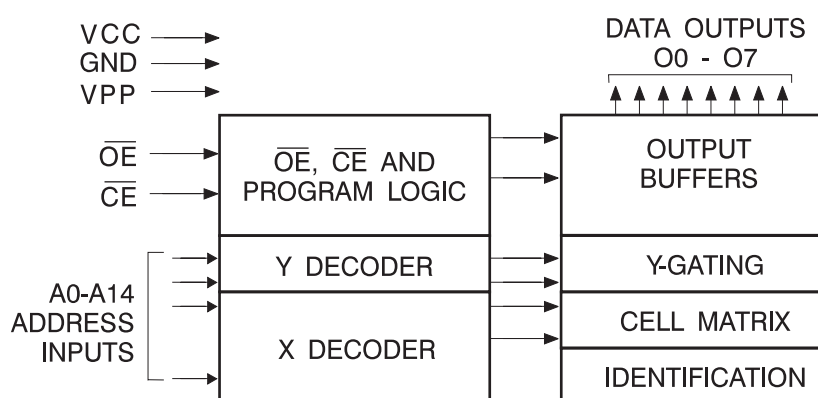 VCC
GND
VPP
OE
CE
A0-A14
ADDRESS
INPUTS
OE, CE AND
PROGRAM LOGIC
Y DECODER
X DECODER
DATA OUTPUTS
O0 - O7
OUTPUT
BUFFERS
Y-GATING
CELL MATRIX
IDENTIFICATION